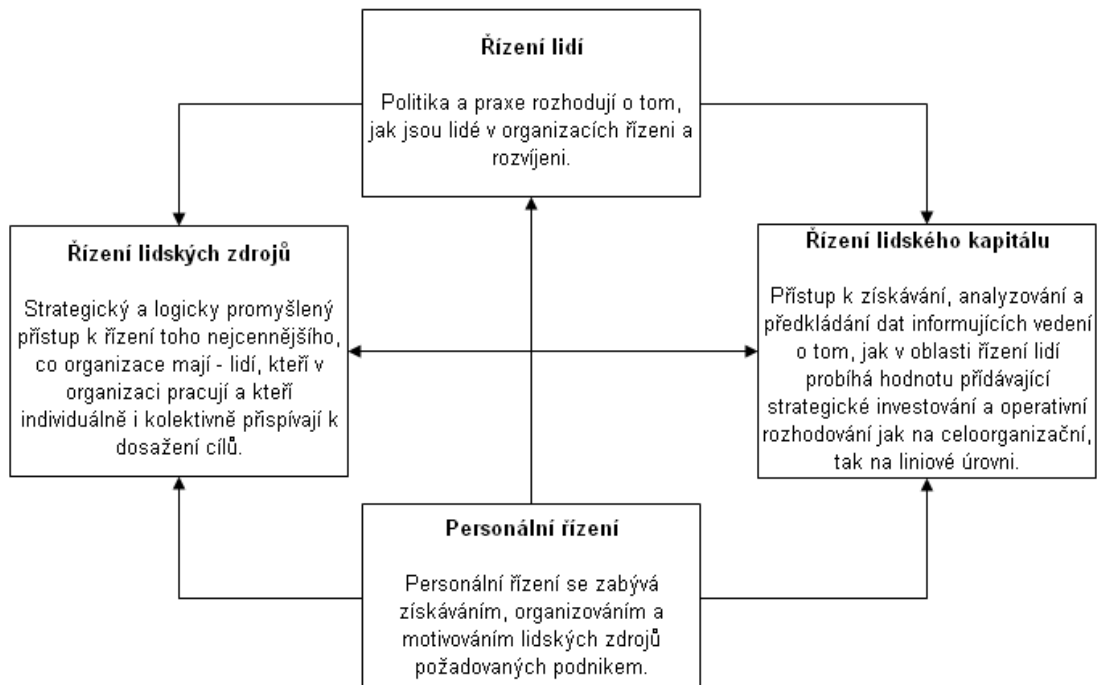 Řízení lidí
Politika a praxe rozhodují o tom,
jak jsou lidé v organizacích řízeni a
rozvíjeni.
Řízení lidských zdrojů
Strategický a logicky promyšlený
přístup k řízení toho nejcennějšího,
co organizace mají - lidí, kteří v
organizaci pracují a kteří
individuálně i kolektivně přispívají k
dosažení cílů.
Řízení lidského kapitálu
Přístup k získávání, analyzování a
předkládání dat informujících vedení
o tom, jak v oblasti řízení lidí
probíhá hodnotu přídávající
strategické investování a operativní
rozhodování jak na celoorganizační,
tak na liniové úrovni.
Personální řízení
Personální řízení se zabývá
získáváním, organizováním a
motivováním lidských zdrojů
požadovaných podnikem.